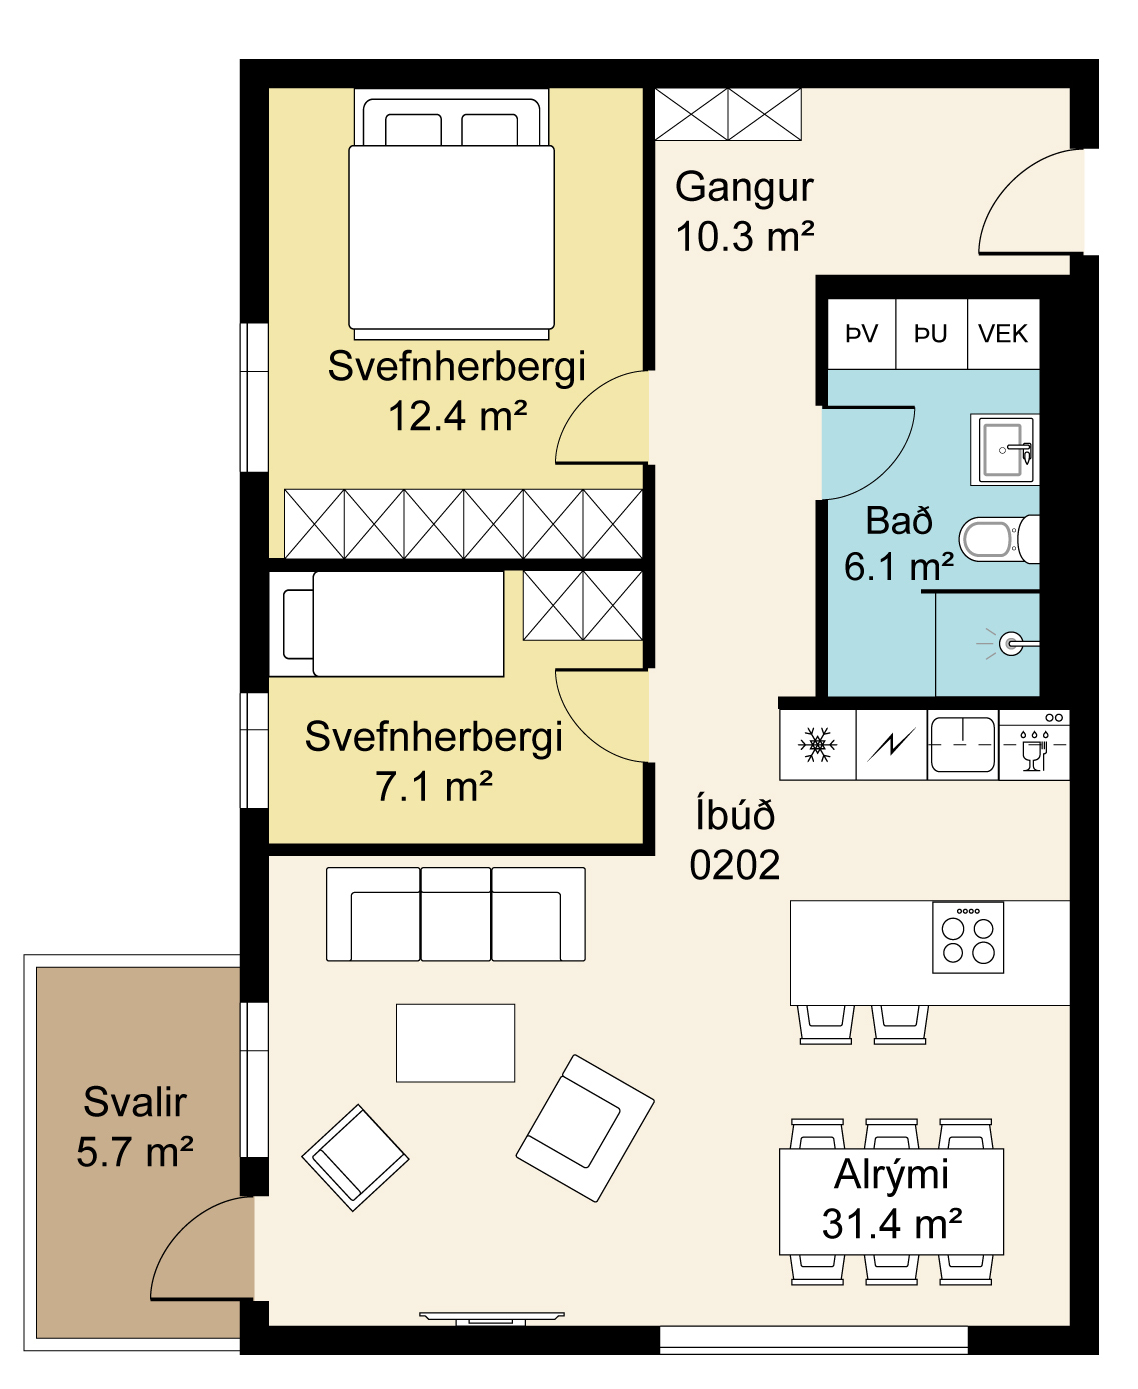 Gangur
10.3 m²
ÞV ÞU VEK
Svefnherbergi
12.4 m²
Bað
6.1 m²
Svefnherbergi
7.1 m²
Íbúð
0202
Svalir
5.7 m²
Alrými
31.4 m²